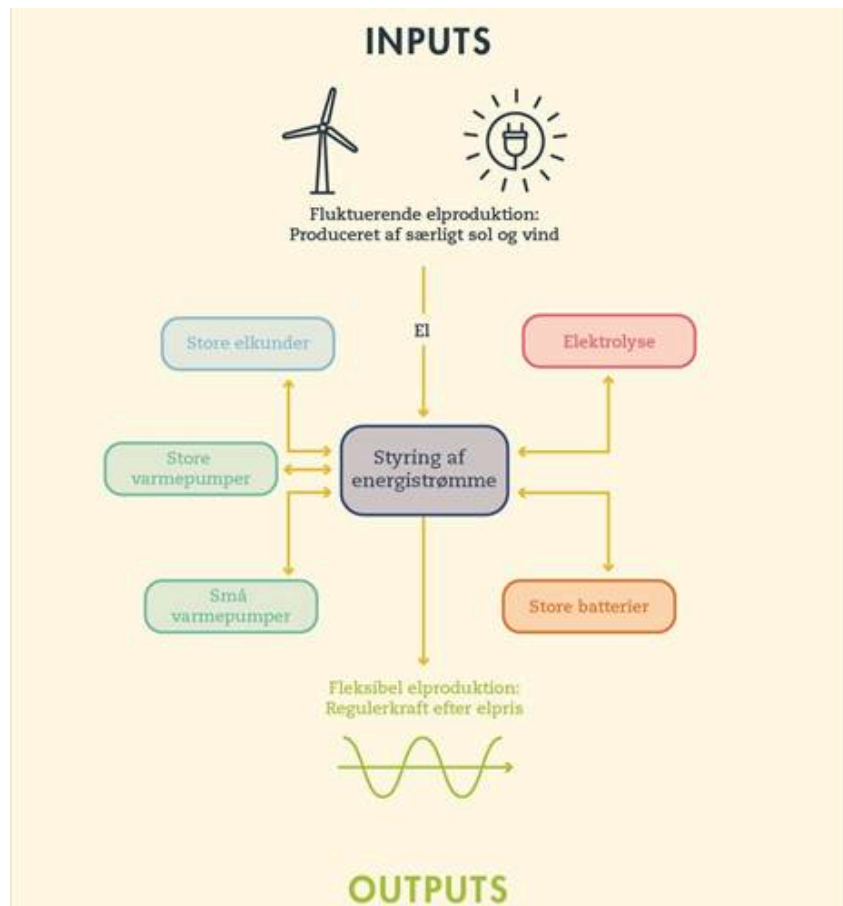 INPUTS
Fluktuerende elproduktion:
Produceret af særligt sol og vind
El
Store elkunder
Elektrolyse
Store
varmepumper
Styring af
energistrømme
Små
varmepumper
Store batterier
Fleksibel elproduktion:
Regulerkraft efter elpris
OUTPUTS